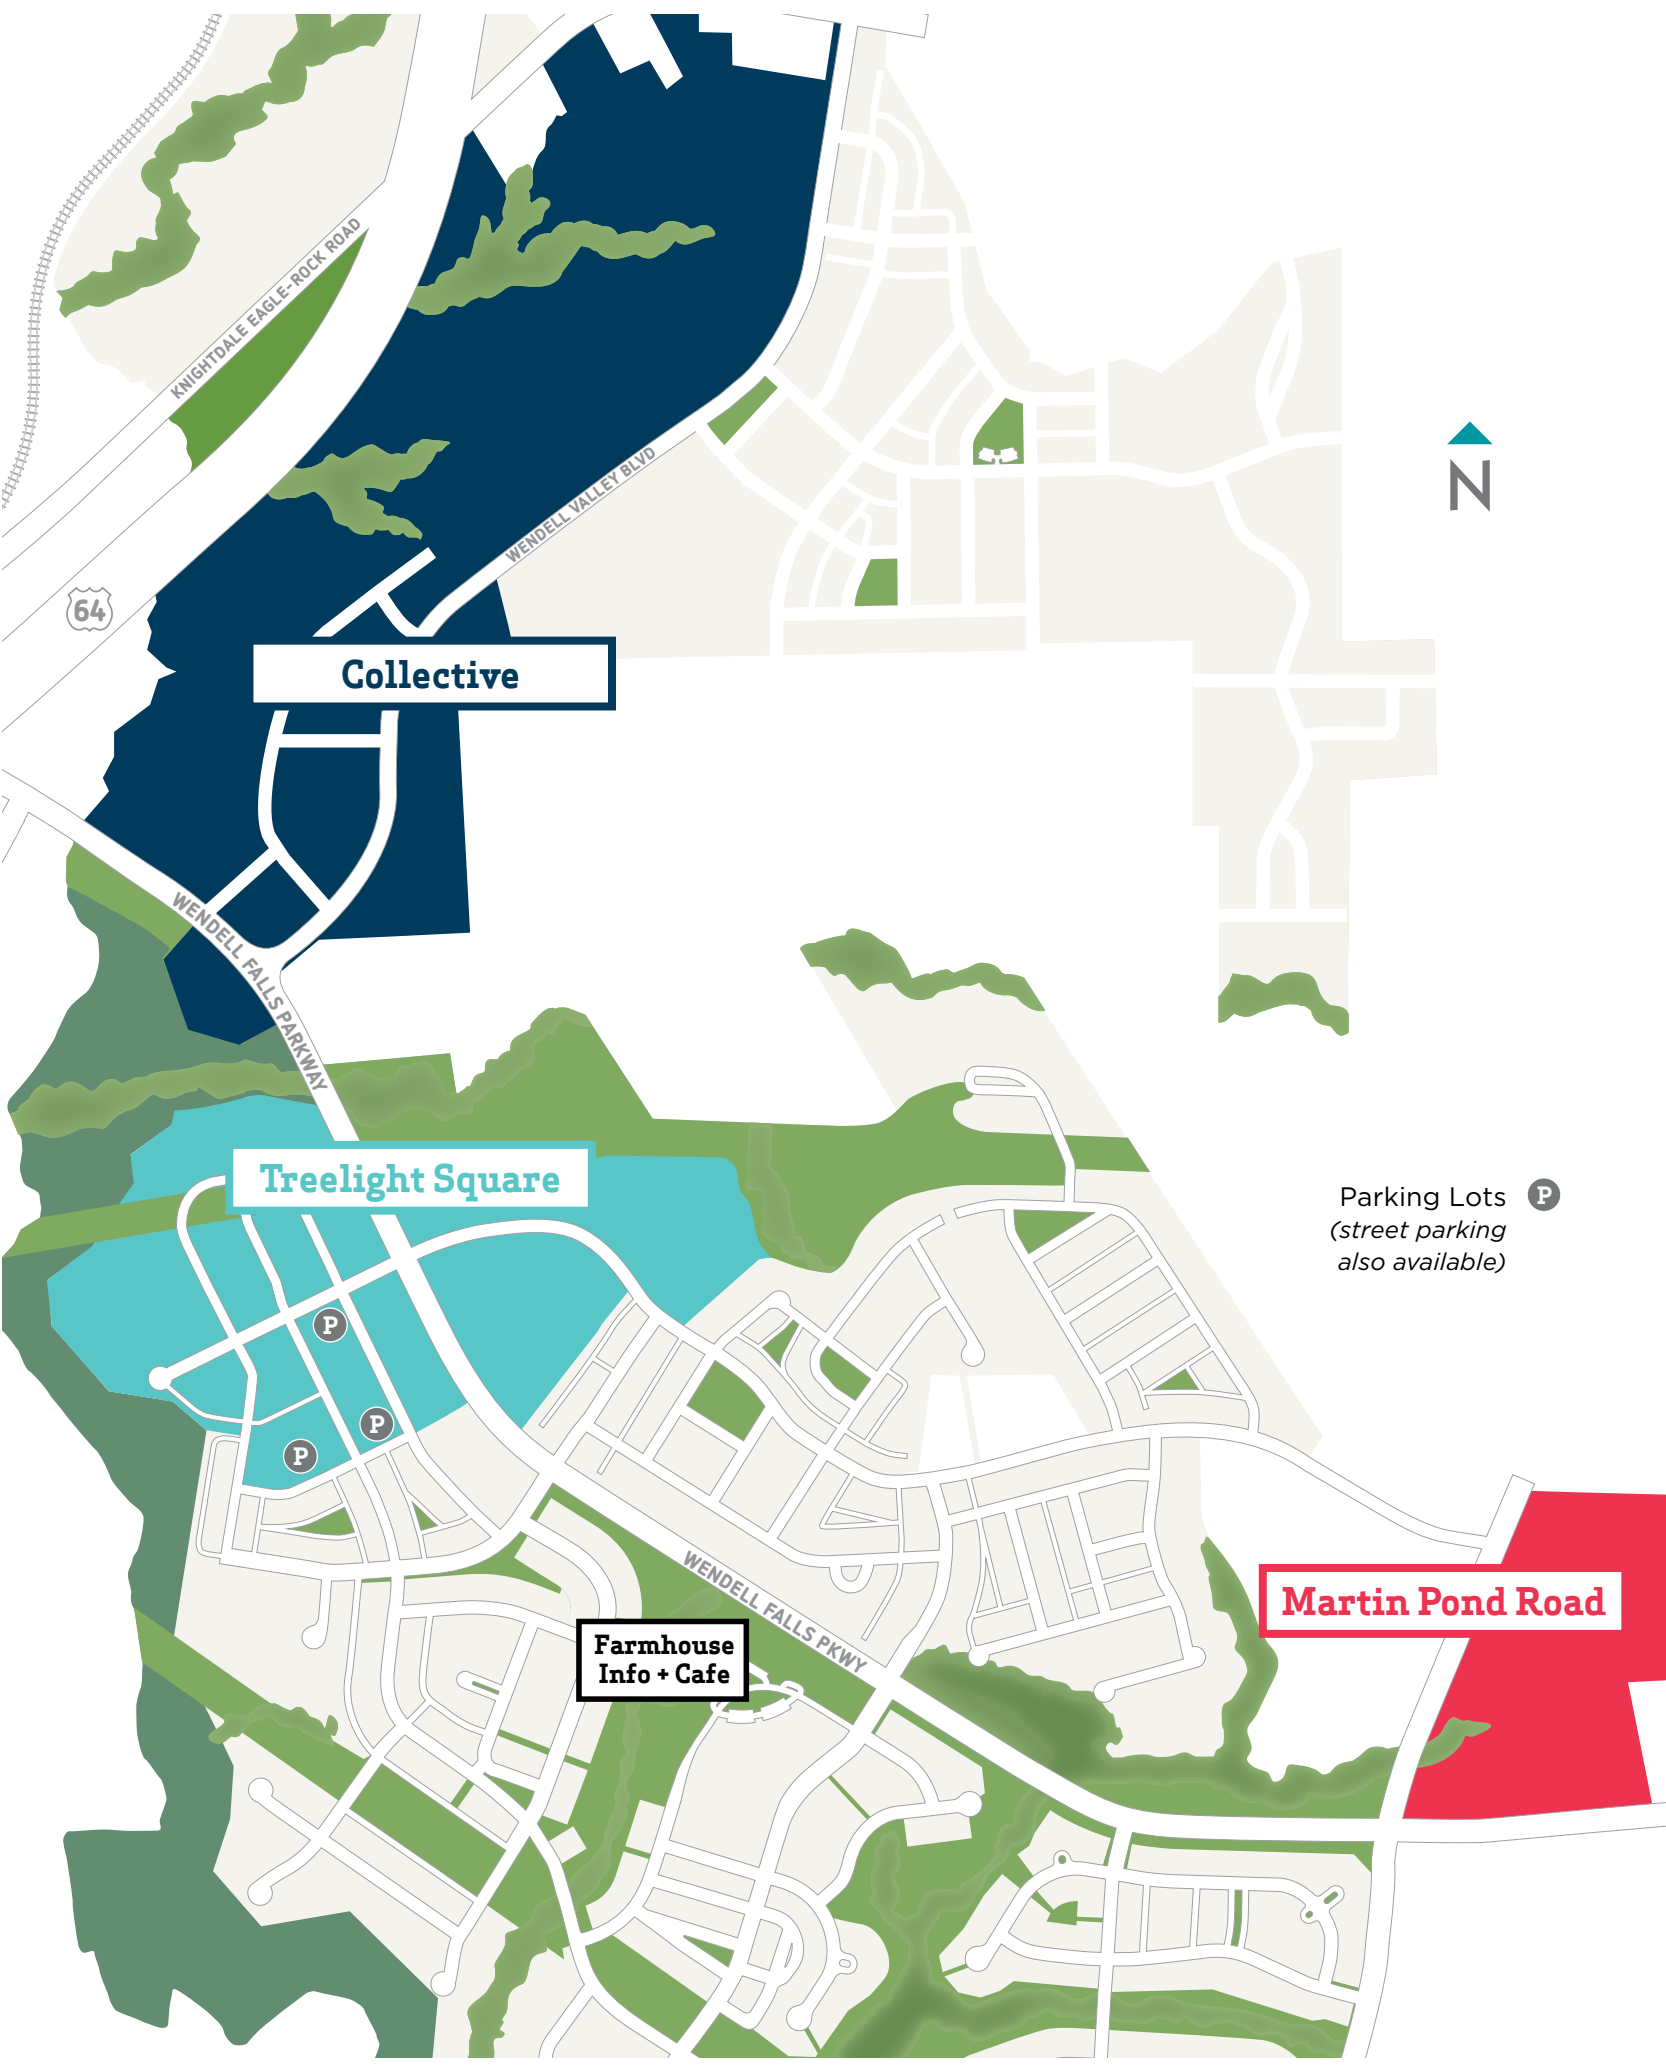 KNIGHTDALE EAGLE-ROCK ROAD
N
WENDELL VALLEY BLVD
64
Collective
WENDELL FALLS PARKWAY
Treelight Square
Parking Lots P
(street parking
also available)
P
P
P
WENDELL FALLS PKWY
Martin Pond Road
Farmhouse
Info + Cafe